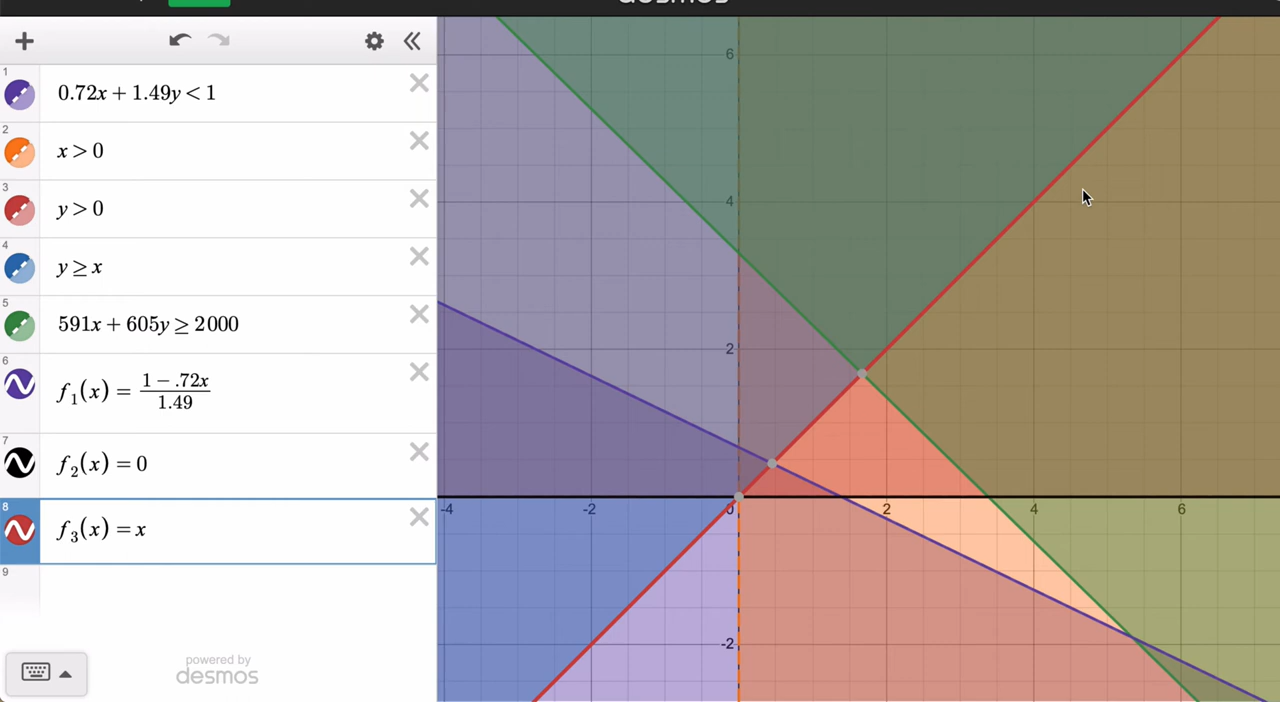 desmos
1
0.72x + 1.49y < 1
2
x > 0
3
y > 0
4
y ≥ x
5
591x + 605y ≥ 2000
6
f₁(x) = (1 − .72x)/1.49
7
f₂(x) = 0
8
f₃(x) = x
9
powered by
desmos
6
4
2
-4 -2 0 2 4 6
-2